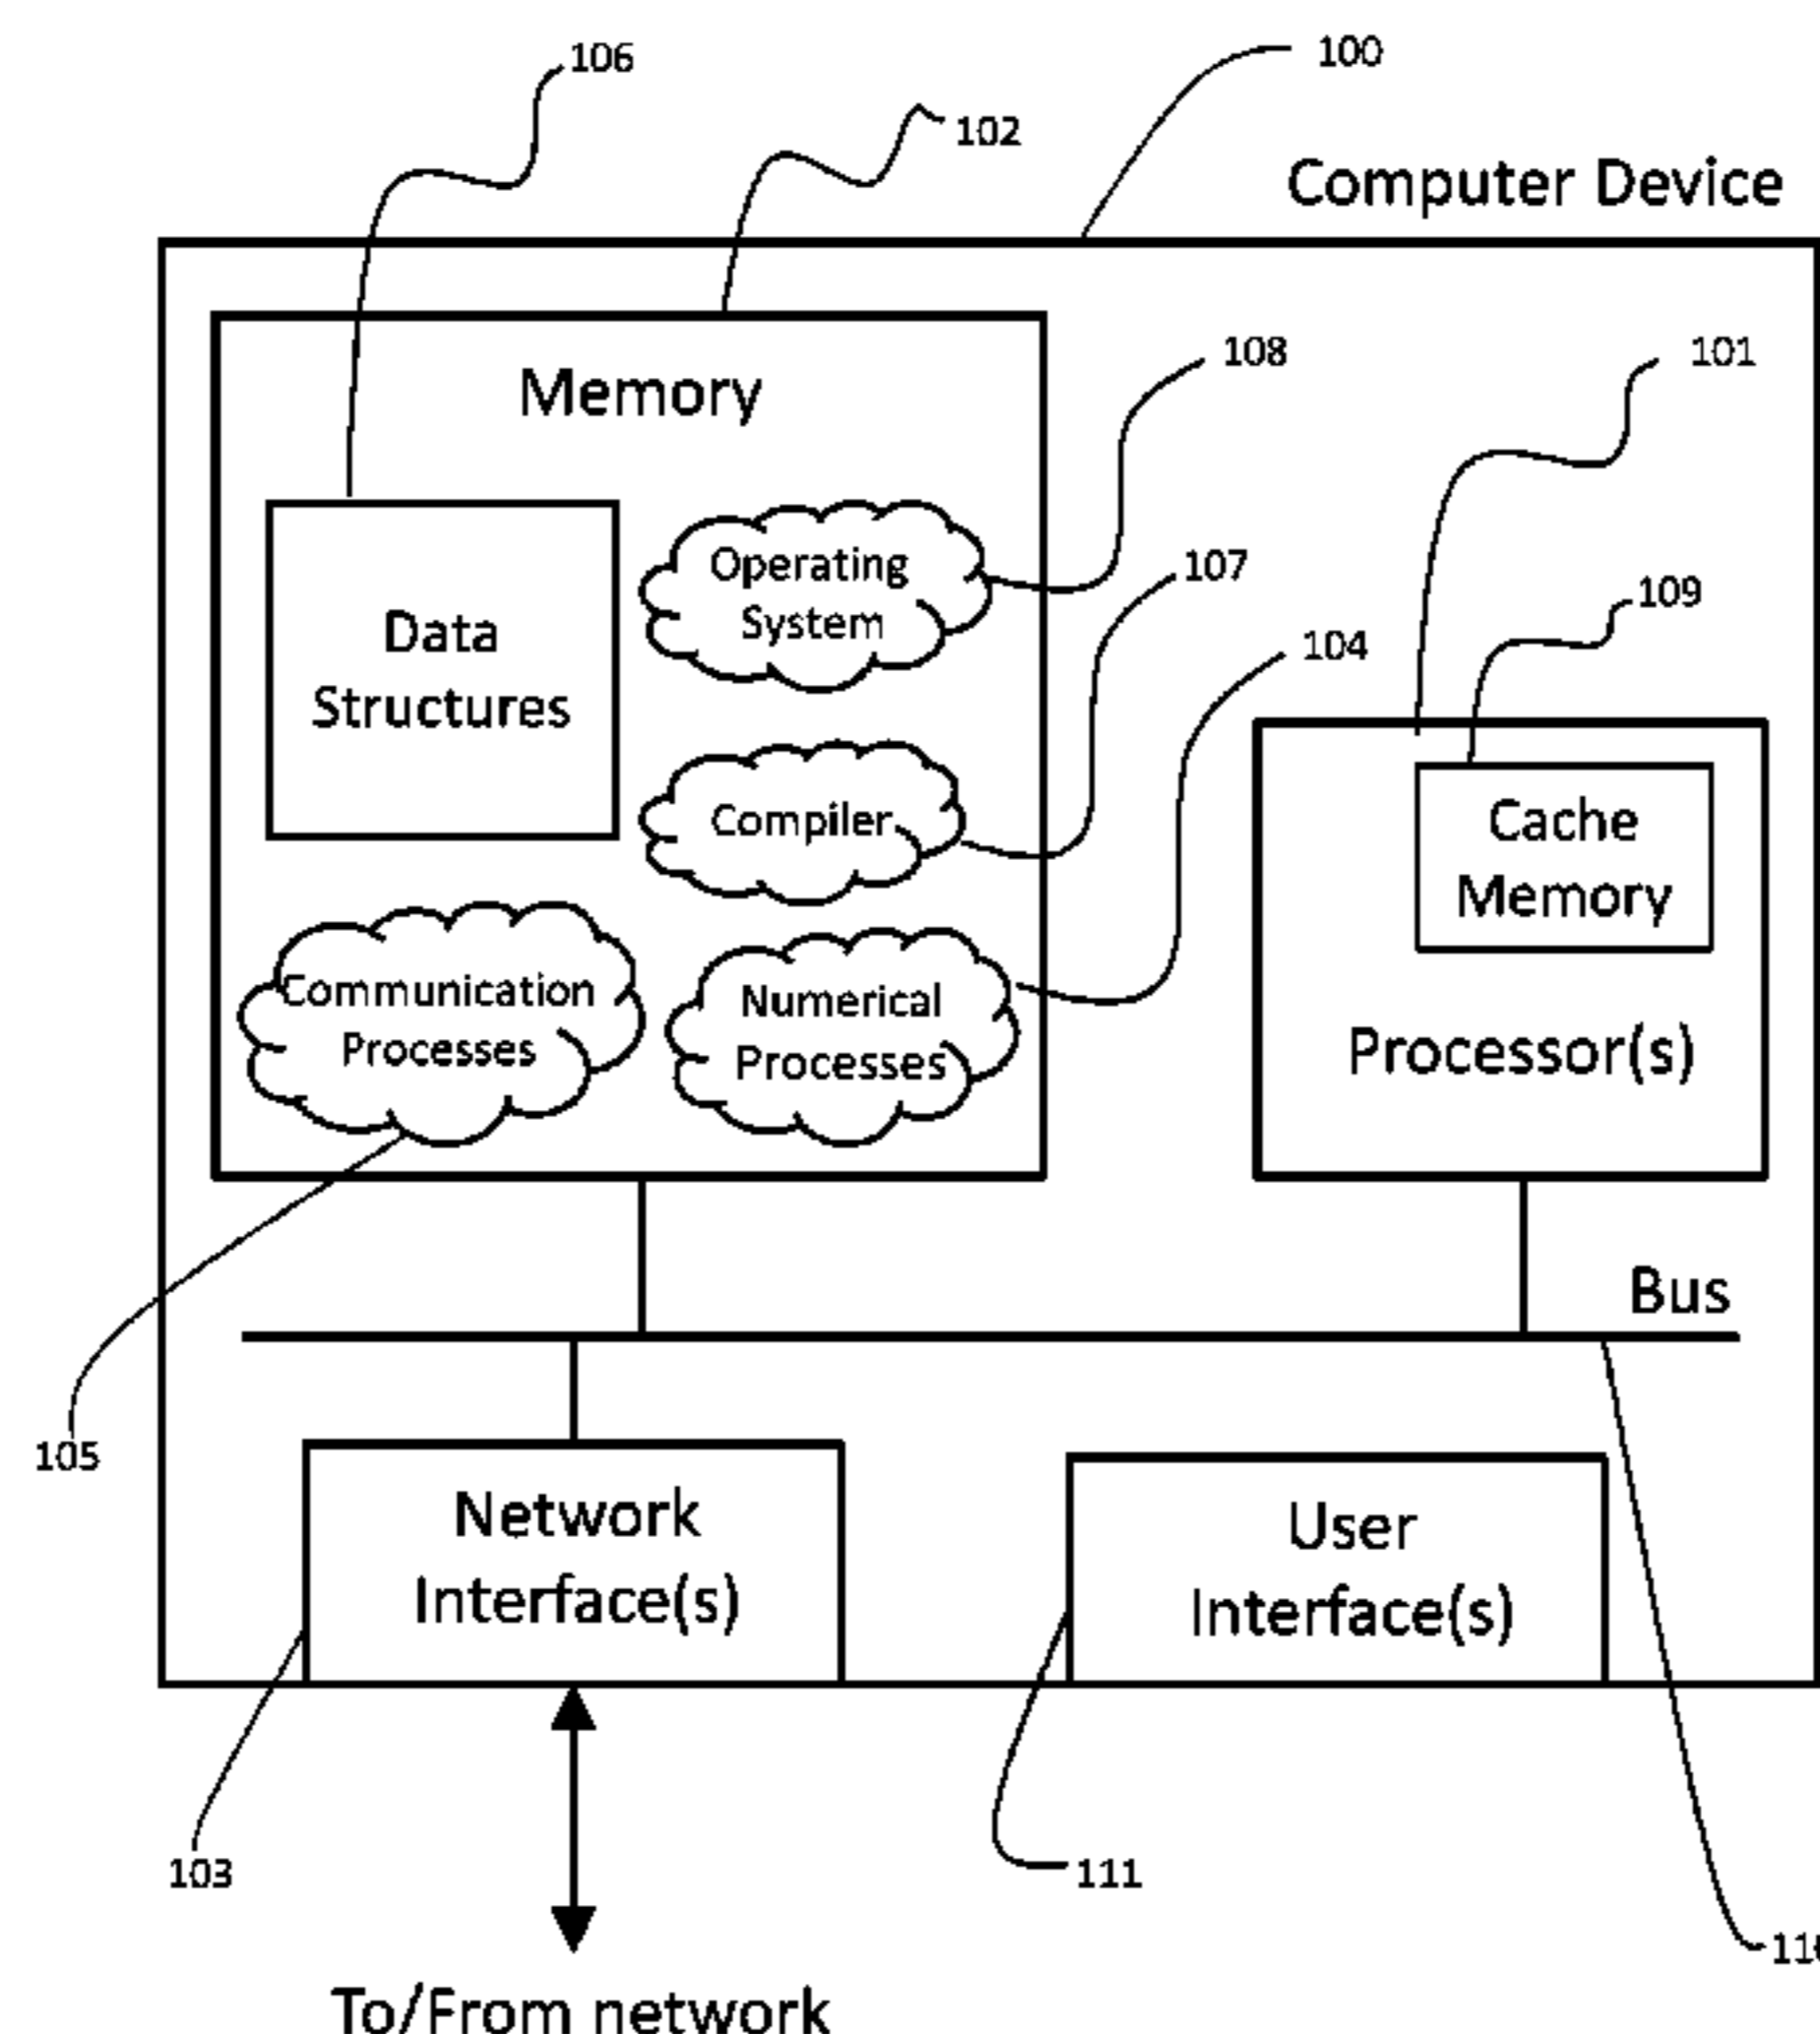 106
100
102
Computer Device
Memory
108
101
Operating
System
107
109
Data
Structures
104
Compiler
Cache
Memory
Communication
Processes
Numerical
Processes
Processor(s)
Bus
105
Network
Interface(s)
User
Interface(s)
103
111
To/From network